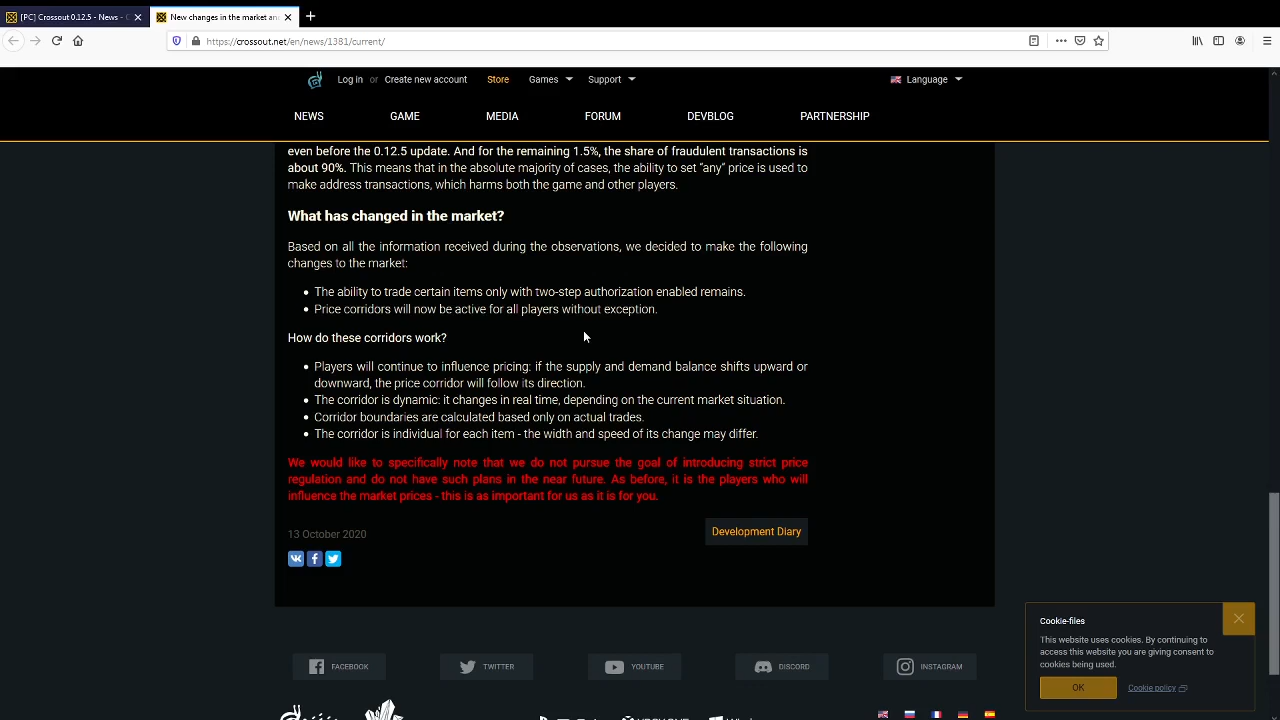 [PC] Crossout 0.12.5 - News - C
New changes in the market an
https://crossout.net/en/news/1381/current/
Log in or Create new account Store Games Support Language
NEWS GAME MEDIA FORUM DEVBLOG PARTNERSHIP
even before the 0.12.5 update. And for the remaining 1.5%, the share of fraudulent transactions is
about 90%. This means that in the absolute majority of cases, the ability to set “any” price is used to
make address transactions, which harms both the game and other players.
What has changed in the market?
Based on all the information received during the observations, we decided to make the following
changes to the market:
The ability to trade certain items only with two-step authorization enabled remains.
Price corridors will now be active for all players without exception.
How do these corridors work?
Players will continue to influence pricing: if the supply and demand balance shifts upward or
downward, the price corridor will follow its direction.
The corridor is dynamic: it changes in real time, depending on the current market situation.
Corridor boundaries are calculated based only on actual trades.
The corridor is individual for each item - the width and speed of its change may differ.
We would like to specifically note that we do not pursue the goal of introducing strict price
regulation and do not have such plans in the near future. As before, it is the players who will
influence the market prices - this is as important for us as it is for you.
13 October 2020
Development Diary
Cookie-files
This website uses cookies. By continuing to
access this website you are giving consent to
cookies being used.
OK Cookie policy
FACEBOOK TWITTER YOUTUBE DISCORD INSTAGRAM